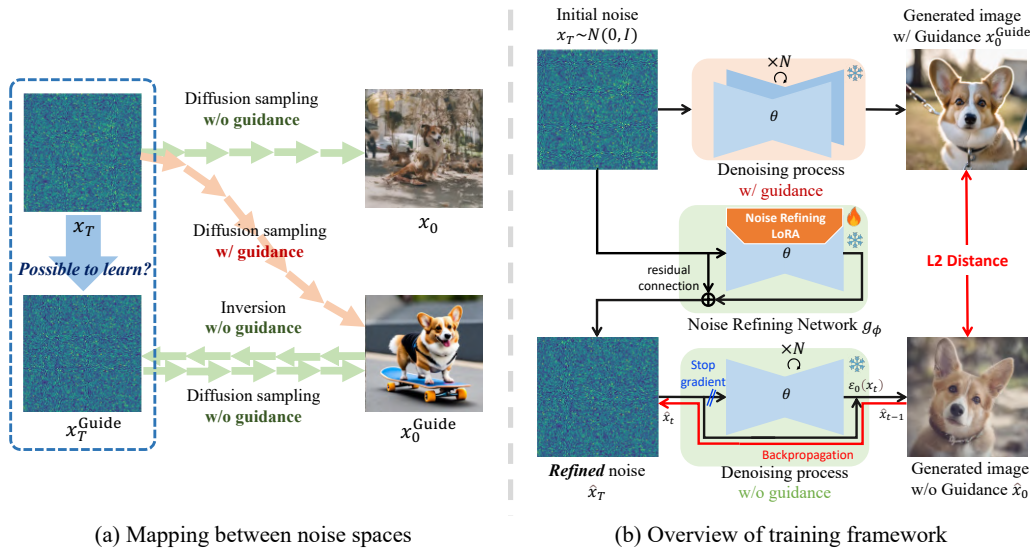 Diffusion sampling
w/o guidance
x_T
x_0
Possible to learn?
Diffusion sampling
w/ guidance
Inversion
w/o guidance
Diffusion sampling
w/o guidance
x_T^Guide
x_0^Guide
(a) Mapping between noise spaces
Initial noise
x_T~N(0, I)
×N
θ
Denoising process
w/ guidance
Generated image
w/ Guidance x_0^Guide
Noise Refining
LoRA
θ
residual
connection
Noise Refining Network g_ϕ
L2 Distance
×N
Stop
gradient
θ
ε_0(x_t)
x̂_t
x̂_{t−1}
Backpropagation
Refined noise
x̂_T
Denoising process
w/o guidance
Generated image
w/o Guidance x̂_0
(b) Overview of training framework